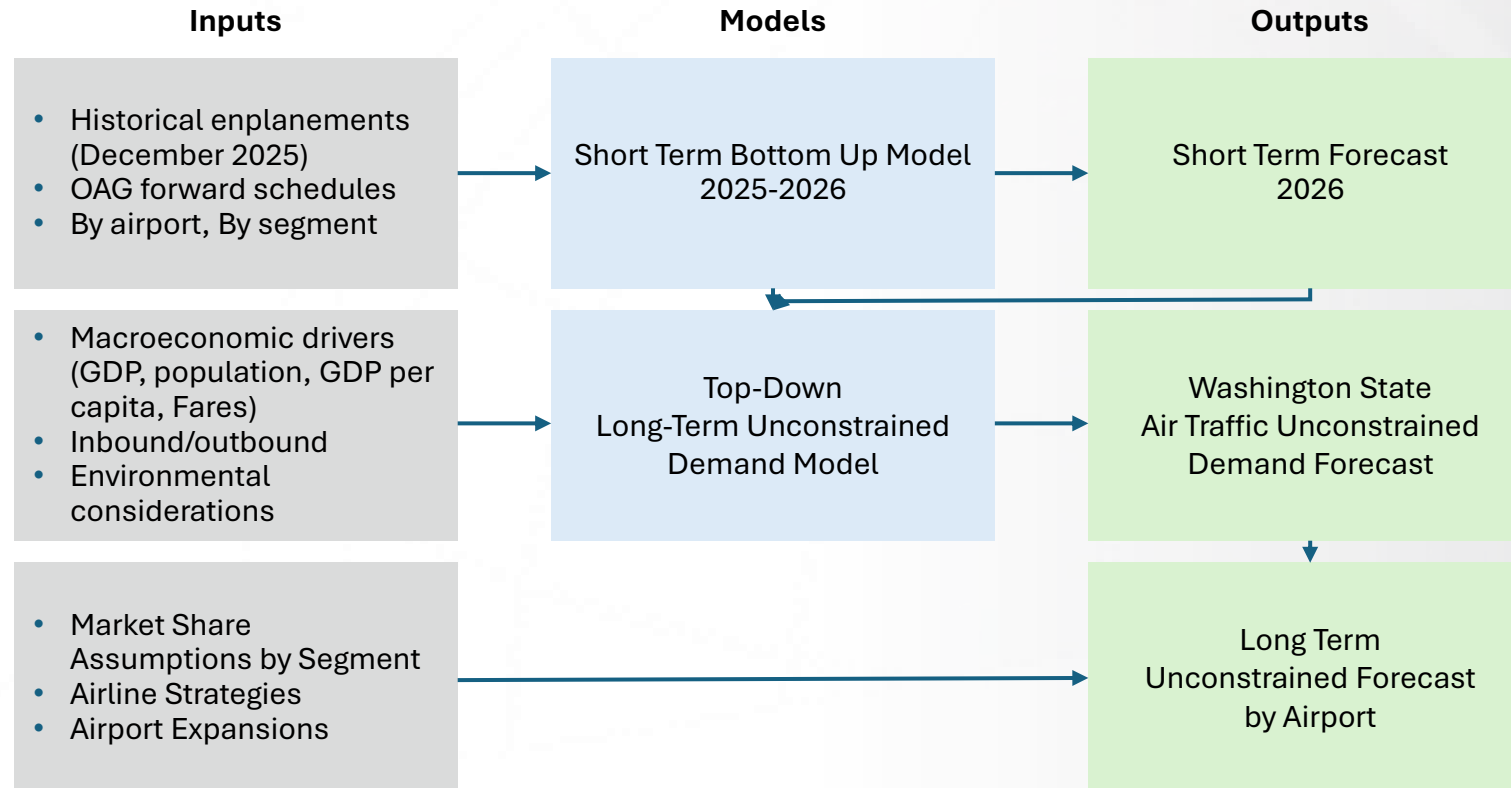 Inputs
Models
Outputs
• Historical enplanements
(December 2025)
• OAG forward schedules
• By airport, By segment
Short Term Bottom Up Model
2025-2026
Short Term Forecast
2026
• Macroeconomic drivers
(GDP, population, GDP per
capita, Fares)
• Inbound/outbound
• Environmental
considerations
Top-Down
Long-Term Unconstrained
Demand Model
Washington State
Air Traffic Unconstrained
Demand Forecast
• Market Share
Assumptions by Segment
• Airline Strategies
• Airport Expansions
Long Term
Unconstrained Forecast
by Airport